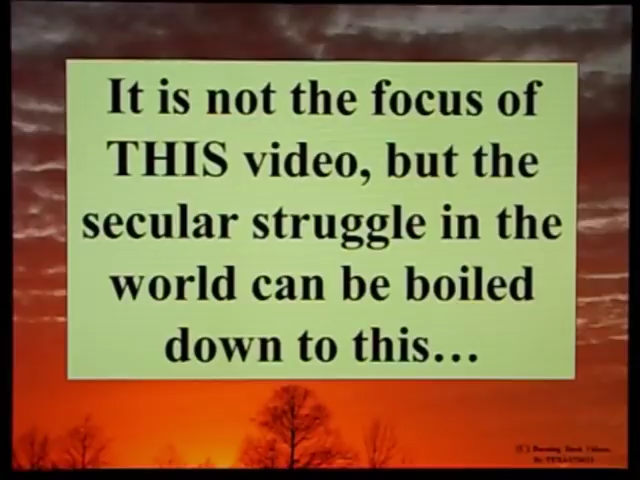 It is not the focus of
THIS video, but the
secular struggle in the
world can be boiled
down to this…